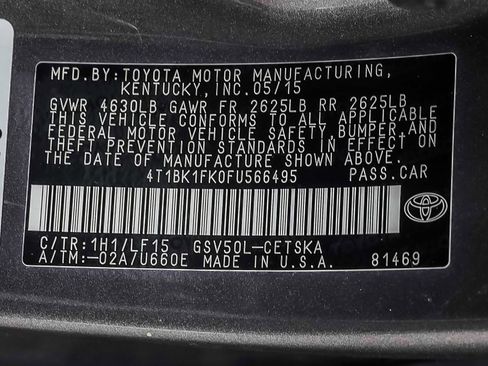 MFD.BY:TOYOTA MOTOR MANUFACTURING,
KENTUCKY,INC.05/15
GVWR 4630LB GAWR FR 2625LB RR 2625LB
THIS VEHICLE CONFORMS TO ALL APPLICABLE
FEDERAL MOTOR VEHICLE SAFETY,BUMPER,AND
THEFT PREVENTION STANDARDS IN EFFECT ON
THE DATE OF MANUFACTURE SHOWN ABOVE.
4T1BK1FK0FU566495 PASS.CAR
C/TR:1H1/LF15 GSV50L-CETSKA
A/TM:-02A/U660E MADE IN U.S.A. 81469